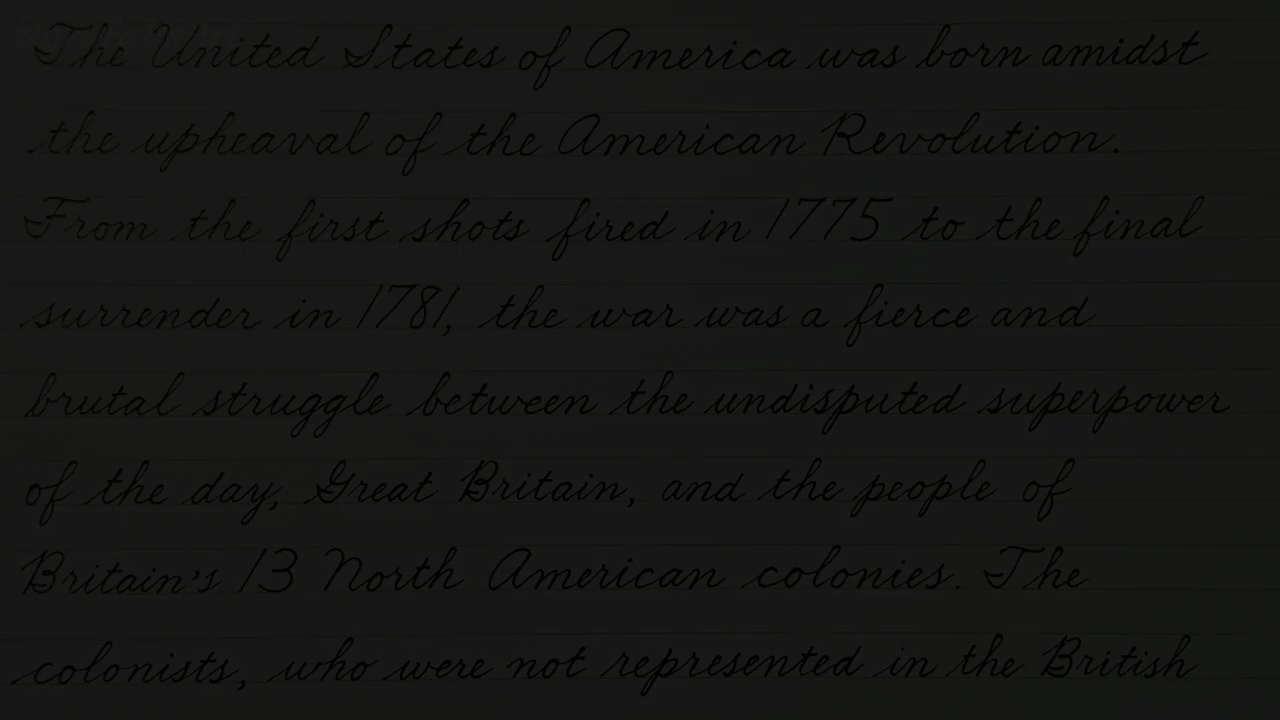 The United States of America was born amidst
the upheaval of the American Revolution.
From the first shots fired in 1775 to the final
surrender in 1781, the war was a fierce and
brutal struggle between the undisputed superpower
of the day, Great Britain, and the people of
Britain's 13 North American colonies. The
colonists, who were not represented in the British